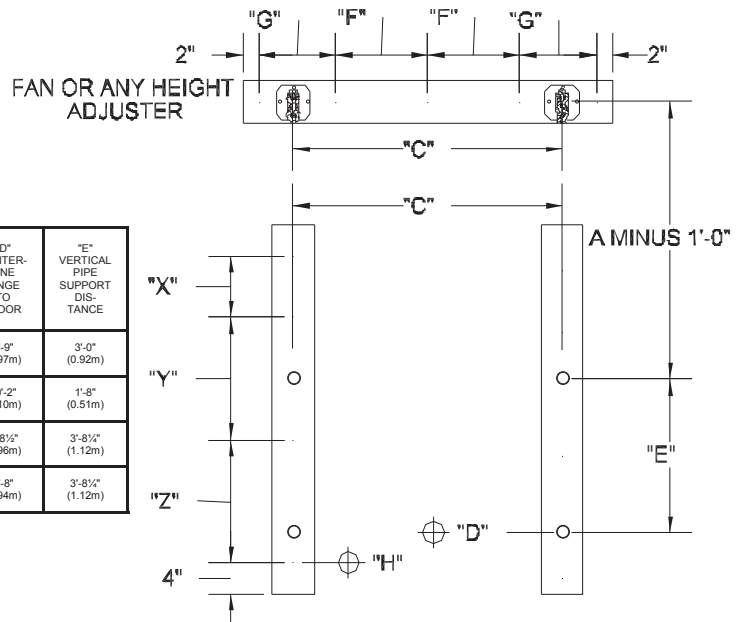 "G" "F" "F" "G"
2" 2"
FAN OR ANY HEIGHT
ADJUSTER
"C"
"C"
A MINUS 1'-0"
"X"
"Y"
"E"
"Z"
"D"
"H"
4"
"E"
VERTICAL
PIPE
SUPPORT
DIS-
TANCE
3'-0"
(0.92m)
1'-8"
(0.51m)
3'-8¼"
(1.12m)
3'-8¼"
(1.12m)